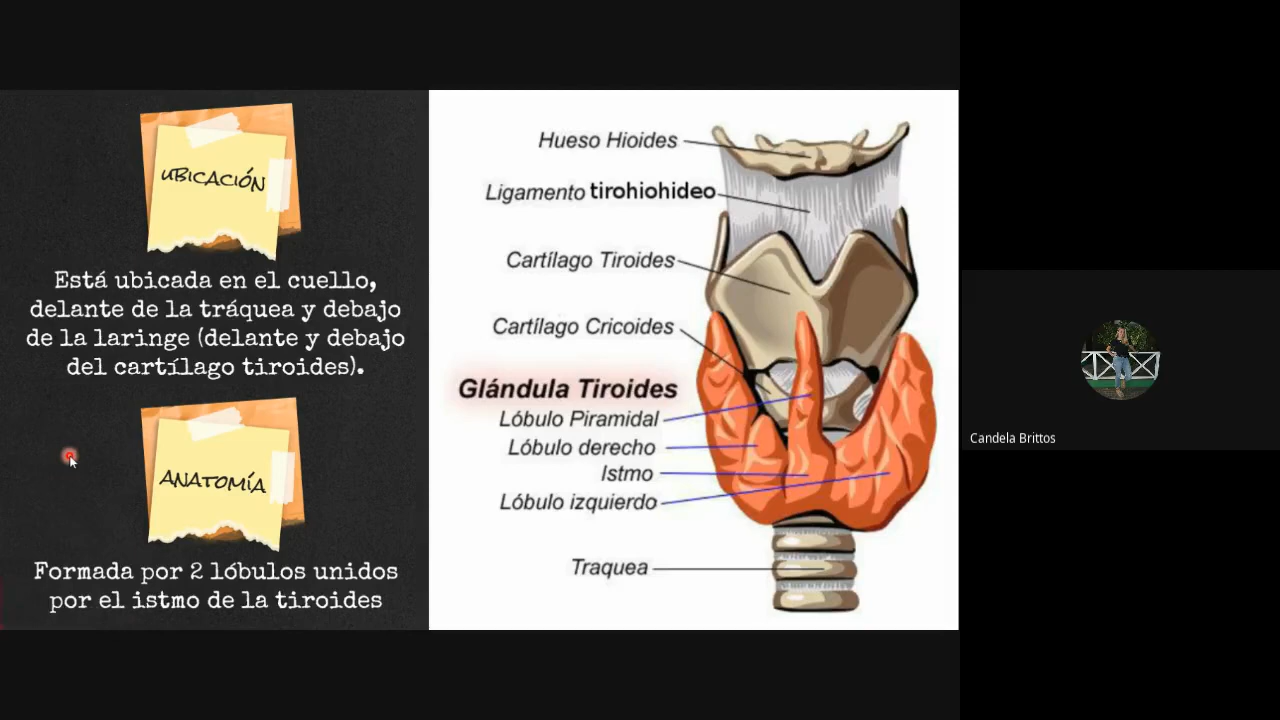 UBICACIÓN
Está ubicada en el cuello,
delante de la tráquea y debajo
de la laringe (delante y debajo
del cartílago tiroides).
ANATOMÍA
Formada por 2 lóbulos unidos
por el istmo de la tiroides
Hueso Hioides
Ligamento tirohiohideo
Cartílago Tiroides
Cartílago Cricoides
Glándula Tiroides
Lóbulo Piramidal
Lóbulo derecho
Istmo
Lóbulo izquierdo
Traquea
Candela Brittos